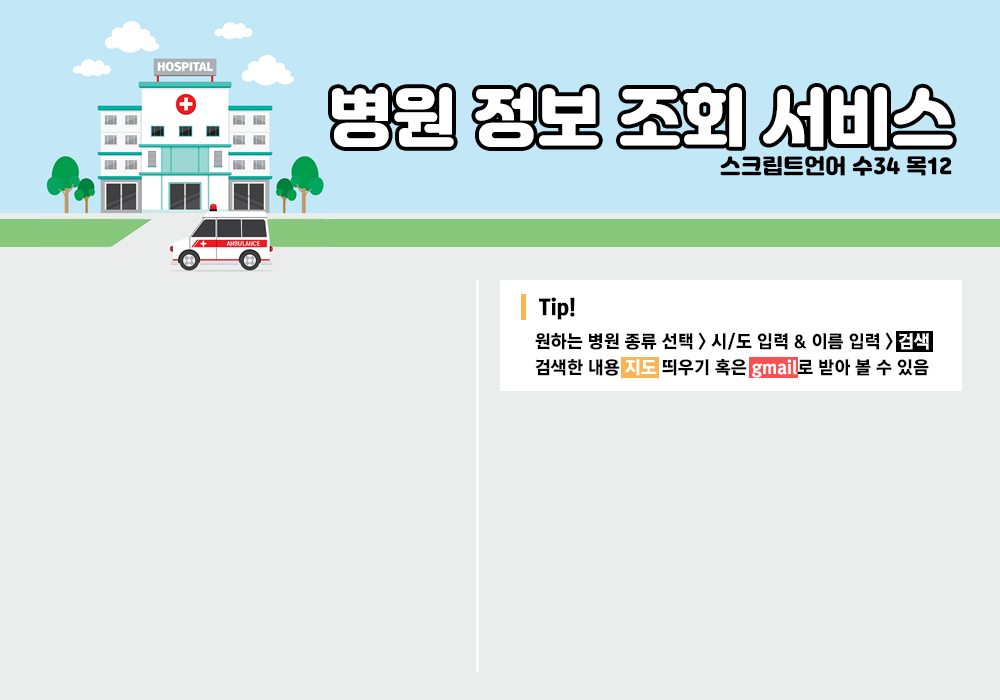 HOSPITAL
병원 정보 조회 서비스
스크립트언어 수34 목12
AMBULANCE
Tip!
원하는 병원 종류 선택 > 시/도 입력 & 이름 입력 > 검색
검색한 내용 지도 띄우기 혹은 gmail로 받아 볼 수 있음